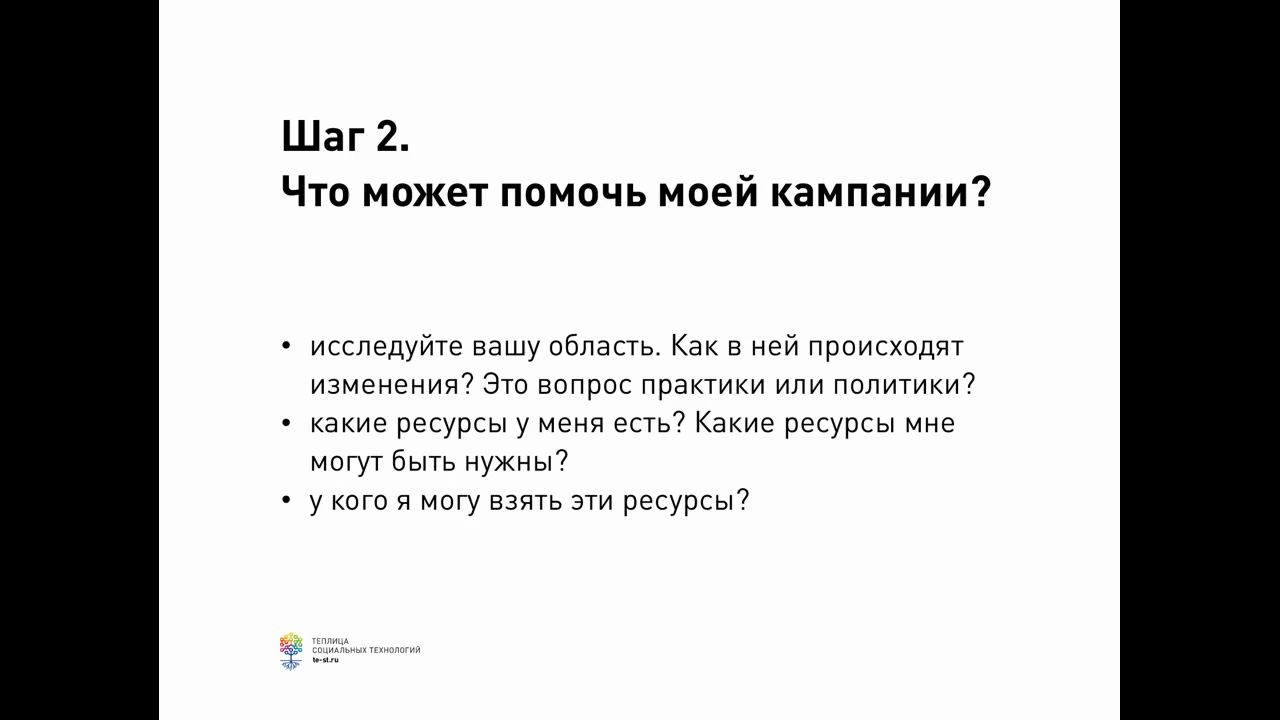 Шаг 2.
Что может помочь моей кампании?
• исследуйте вашу область. Как в ней происходят
изменения? Это вопрос практики или политики?
• какие ресурсы у меня есть? Какие ресурсы мне
могут быть нужны?
• у кого я могу взять эти ресурсы?
ТЕПЛИЦА
СОЦИАЛЬНЫХ ТЕХНОЛОГИЙ
te-st.ru